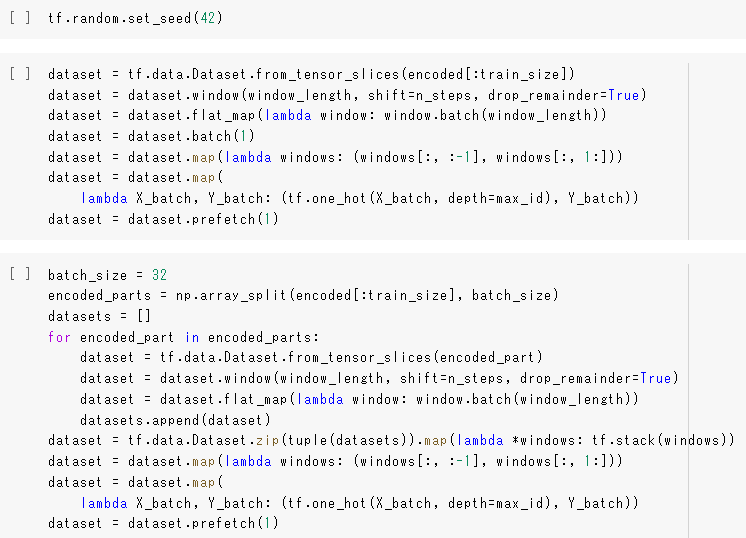 [ ] tf.random.set_seed(42)
[ ] dataset = tf.data.Dataset.from_tensor_slices(encoded[:train_size])
dataset = dataset.window(window_length, shift=n_steps, drop_remainder=True)
dataset = dataset.flat_map(lambda window: window.batch(window_length))
dataset = dataset.batch(1)
dataset = dataset.map(lambda windows: (windows[:, :-1], windows[:, 1:]))
dataset = dataset.map(
    lambda X_batch, Y_batch: (tf.one_hot(X_batch, depth=max_id), Y_batch))
dataset = dataset.prefetch(1)
[ ] batch_size = 32
encoded_parts = np.array_split(encoded[:train_size], batch_size)
datasets = []
for encoded_part in encoded_parts:
    dataset = tf.data.Dataset.from_tensor_slices(encoded_part)
    dataset = dataset.window(window_length, shift=n_steps, drop_remainder=True)
    dataset = dataset.flat_map(lambda window: window.batch(window_length))
    datasets.append(dataset)
dataset = tf.data.Dataset.zip(tuple(datasets)).map(lambda *windows: tf.stack(windows))
dataset = dataset.map(lambda windows: (windows[:, :-1], windows[:, 1:]))
dataset = dataset.map(
    lambda X_batch, Y_batch: (tf.one_hot(X_batch, depth=max_id), Y_batch))
dataset = dataset.prefetch(1)